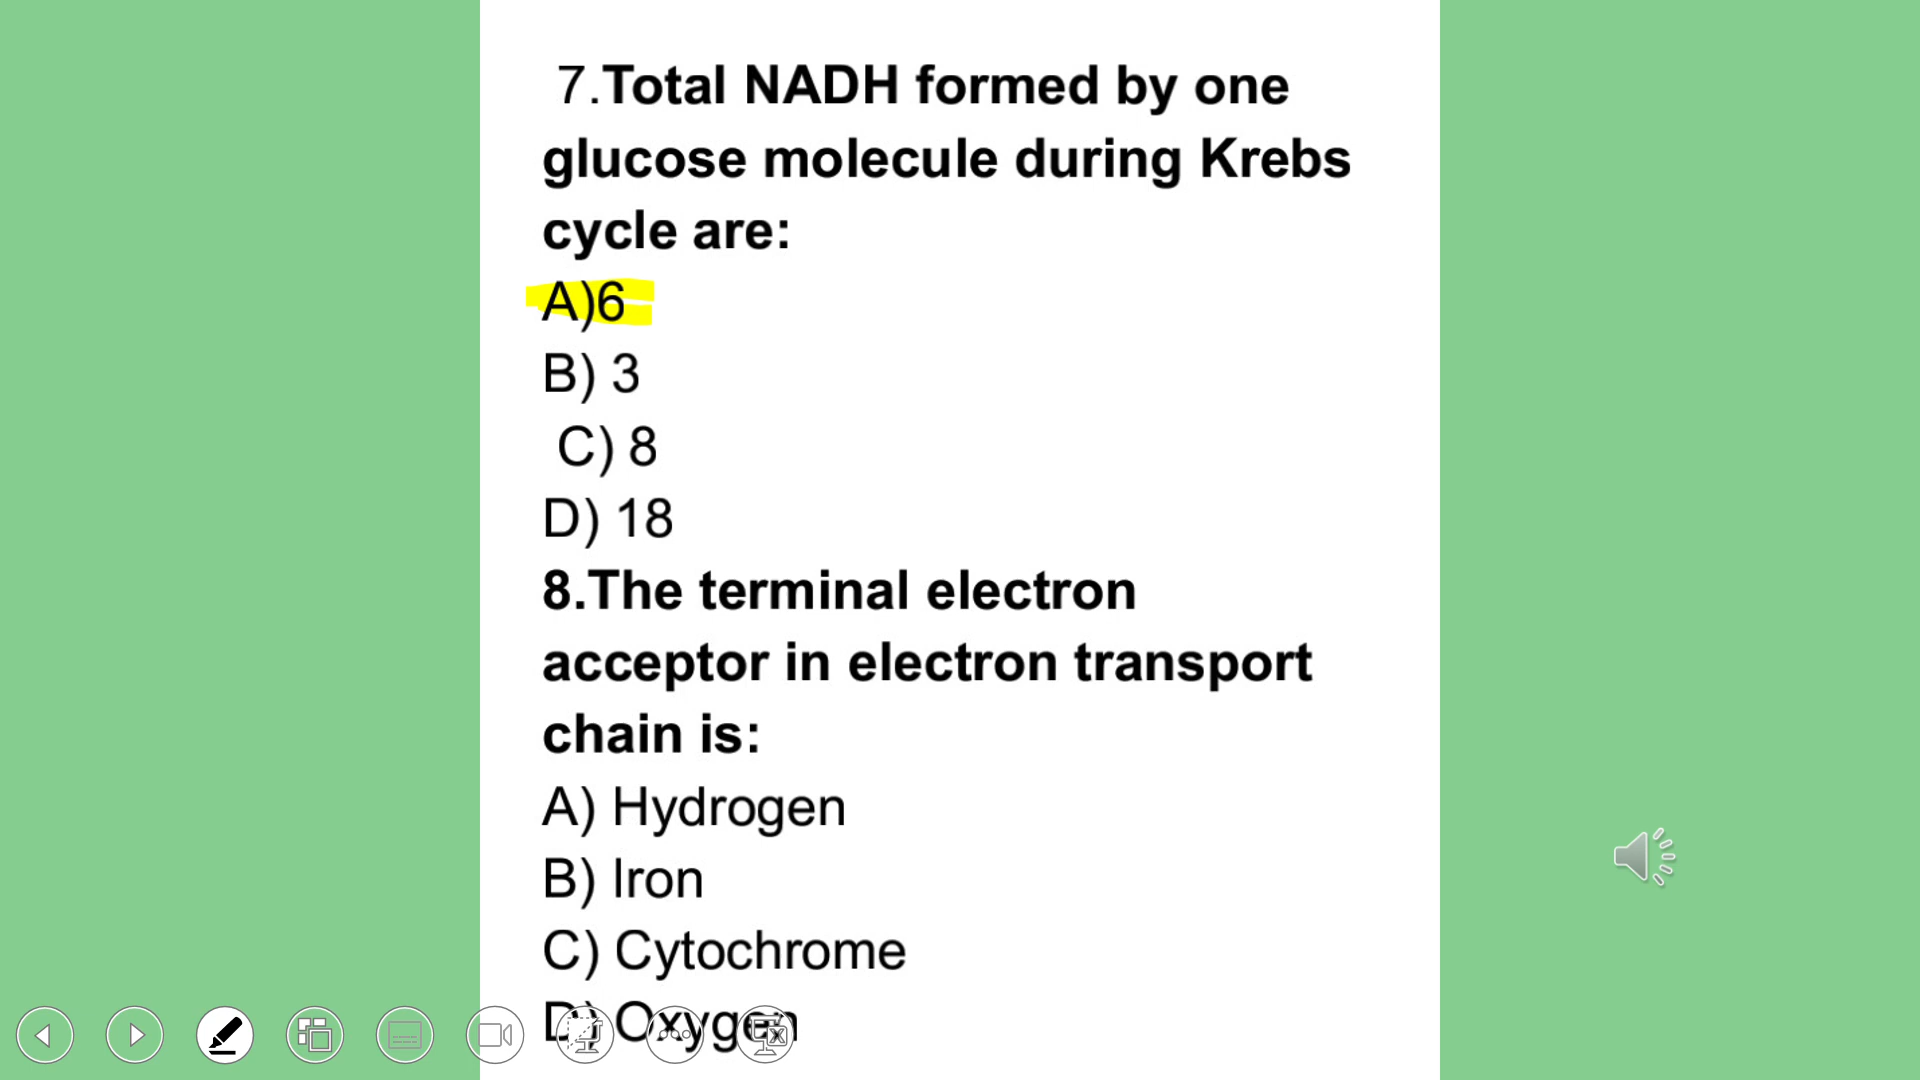 7.Total NADH formed by one
glucose molecule during Krebs
cycle are:
A)6
B) 3
C) 8
D) 18
8.The terminal electron
acceptor in electron transport
chain is:
A) Hydrogen
B) Iron
C) Cytochrome
D) Oxygen